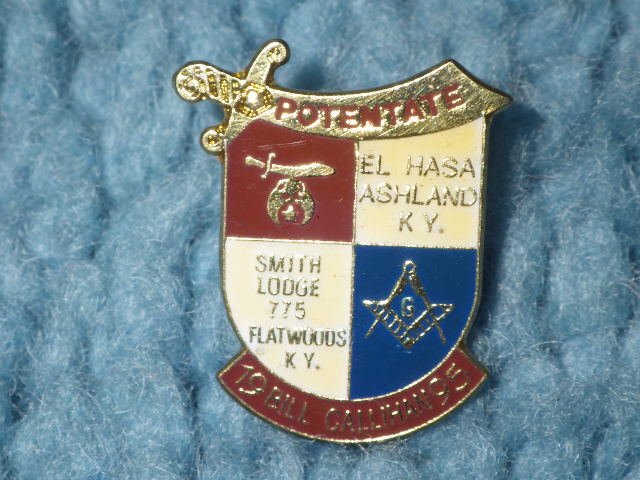 POTENTATE
EL HASA
ASHLAND
KY.
SMITH
LODGE
775
FLATWOODS
KY.
G
19 BILL CALLIHAN 95